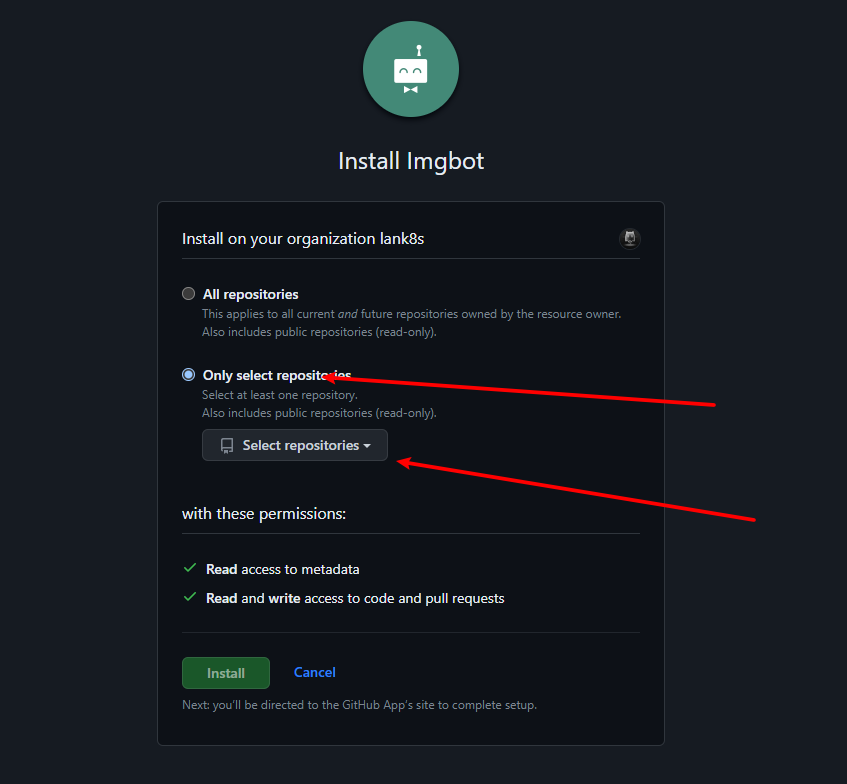 Install Imgbot
Install on your organization lank8s
All repositories
This applies to all current and future repositories owned by the resource owner.
Also includes public repositories (read-only).
Only select repositories
Select at least one repository.
Also includes public repositories (read-only).
Select repositories
with these permissions:
Read access to metadata
Read and write access to code and pull requests
Install Cancel
Next: you'll be directed to the GitHub App's site to complete setup.